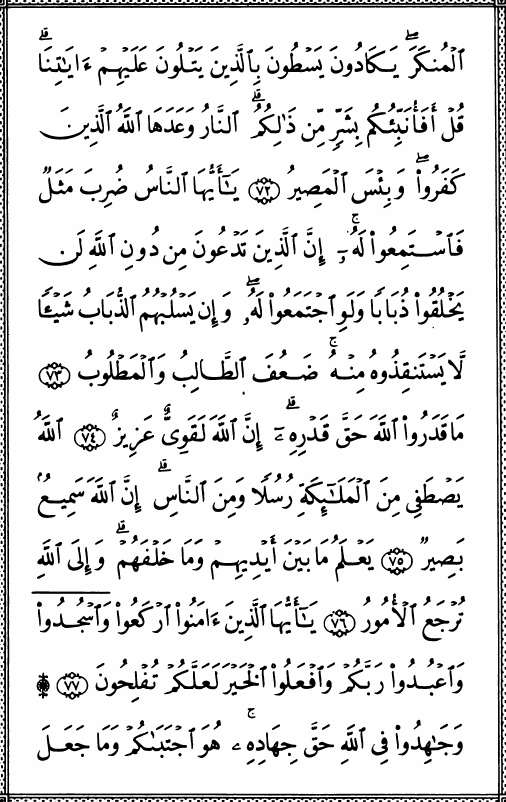 ٱلْمُنكَرَ ۖ يَكَادُونَ يَسْطُونَ بِٱلَّذِينَ يَتْلُونَ عَلَيْهِمْ ءَايَٰتِنَا ۗ
قُلْ أَفَأُنَبِّئُكُم بِشَرٍّ مِّن ذَٰلِكُمُ ۗ ٱلنَّارُ وَعَدَهَا ٱللَّهُ ٱلَّذِينَ
كَفَرُوا۟ ۖ وَبِئْسَ ٱلْمَصِيرُ ٧٢ يَٰٓأَيُّهَا ٱلنَّاسُ ضُرِبَ مَثَلٌ
فَٱسْتَمِعُوا۟ لَهُۥٓ ۚ إِنَّ ٱلَّذِينَ تَدْعُونَ مِن دُونِ ٱللَّهِ لَن
يَخْلُقُوا۟ ذُبَابًا وَلَوِ ٱجْتَمَعُوا۟ لَهُۥ ۖ وَإِن يَسْلُبْهُمُ ٱلذُّبَابُ شَيْـًٔا
لَّا يَسْتَنقِذُوهُ مِنْهُ ۚ ضَعُفَ ٱلطَّالِبُ وَٱلْمَطْلُوبُ ٧٣
مَا قَدَرُوا۟ ٱللَّهَ حَقَّ قَدْرِهِۦٓ ۗ إِنَّ ٱللَّهَ لَقَوِىٌّ عَزِيزٌ ٧٤ ٱللَّهُ
يَصْطَفِى مِنَ ٱلْمَلَٰٓئِكَةِ رُسُلًا وَمِنَ ٱلنَّاسِ ۗ إِنَّ ٱللَّهَ سَمِيعٌۢ
بَصِيرٌ ٧٥ يَعْلَمُ مَا بَيْنَ أَيْدِيهِمْ وَمَا خَلْفَهُمْ ۗ وَإِلَى ٱللَّهِ
تُرْجَعُ ٱلْأُمُورُ ٧٦ يَٰٓأَيُّهَا ٱلَّذِينَ ءَامَنُوا۟ ٱرْكَعُوا۟ وَٱسْجُدُوا۟
وَٱعْبُدُوا۟ رَبَّكُمْ وَٱفْعَلُوا۟ ٱلْخَيْرَ لَعَلَّكُمْ تُفْلِحُونَ ٧٧ ۞
وَجَٰهِدُوا۟ فِى ٱللَّهِ حَقَّ جِهَادِهِۦ ۚ هُوَ ٱجْتَبَىٰكُمْ وَمَا جَعَلَ